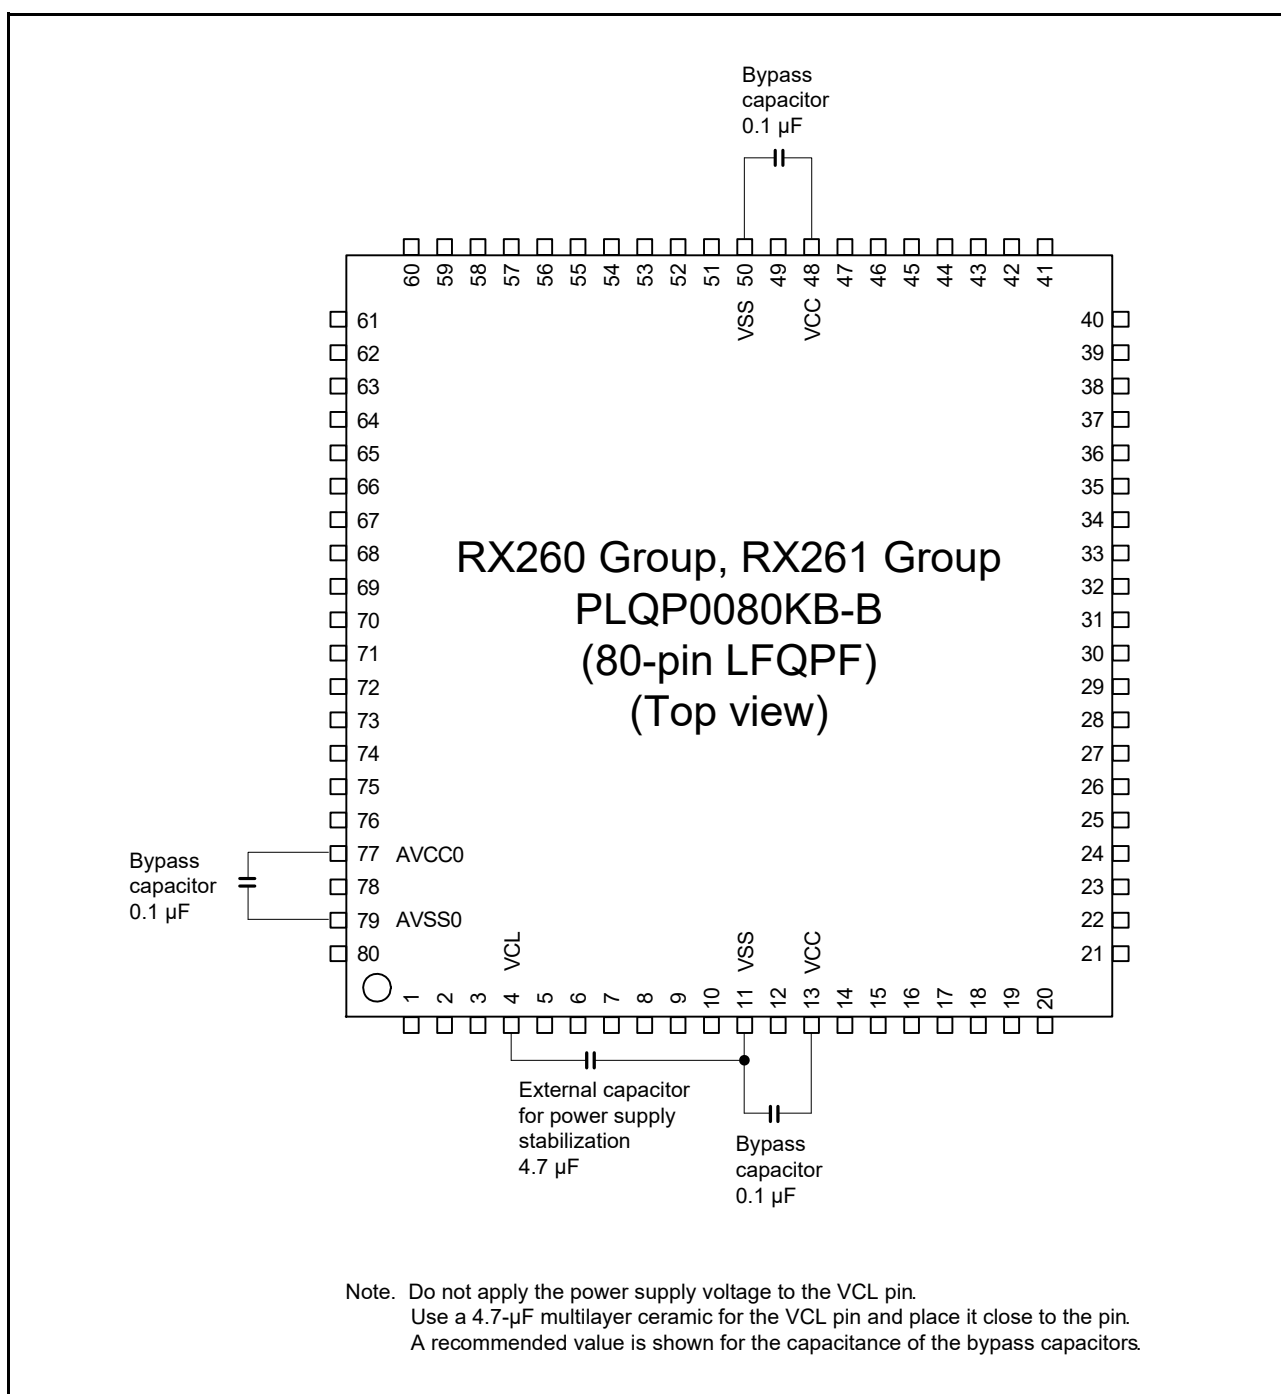 Bypass
capacitor
0.1 µF
60 59 58 57 56 55 54 53 52 51 50 49 48 47 46 45 44 43 42 41
VSS VCC
61
62
63
64
65
66
67
68
69
70
71
72
73
74
75
76
77 AVCC0
78
79 AVSS0
80
40
39
38
37
36
35
34
33
32
31
30
29
28
27
26
25
24
23
22
21
RX260 Group, RX261 Group
PLQP0080KB-B
(80-pin LFQPF)
(Top view)
Bypass
capacitor
0.1 µF
VCL VSS VCC
1 2 3 4 5 6 7 8 9 10 11 12 13 14 15 16 17 18 19 20
External capacitor
for power supply
stabilization
4.7 µF
Bypass
capacitor
0.1 µF
Note. Do not apply the power supply voltage to the VCL pin.
Use a 4.7-µF multilayer ceramic for the VCL pin and place it close to the pin.
A recommended value is shown for the capacitance of the bypass capacitors.